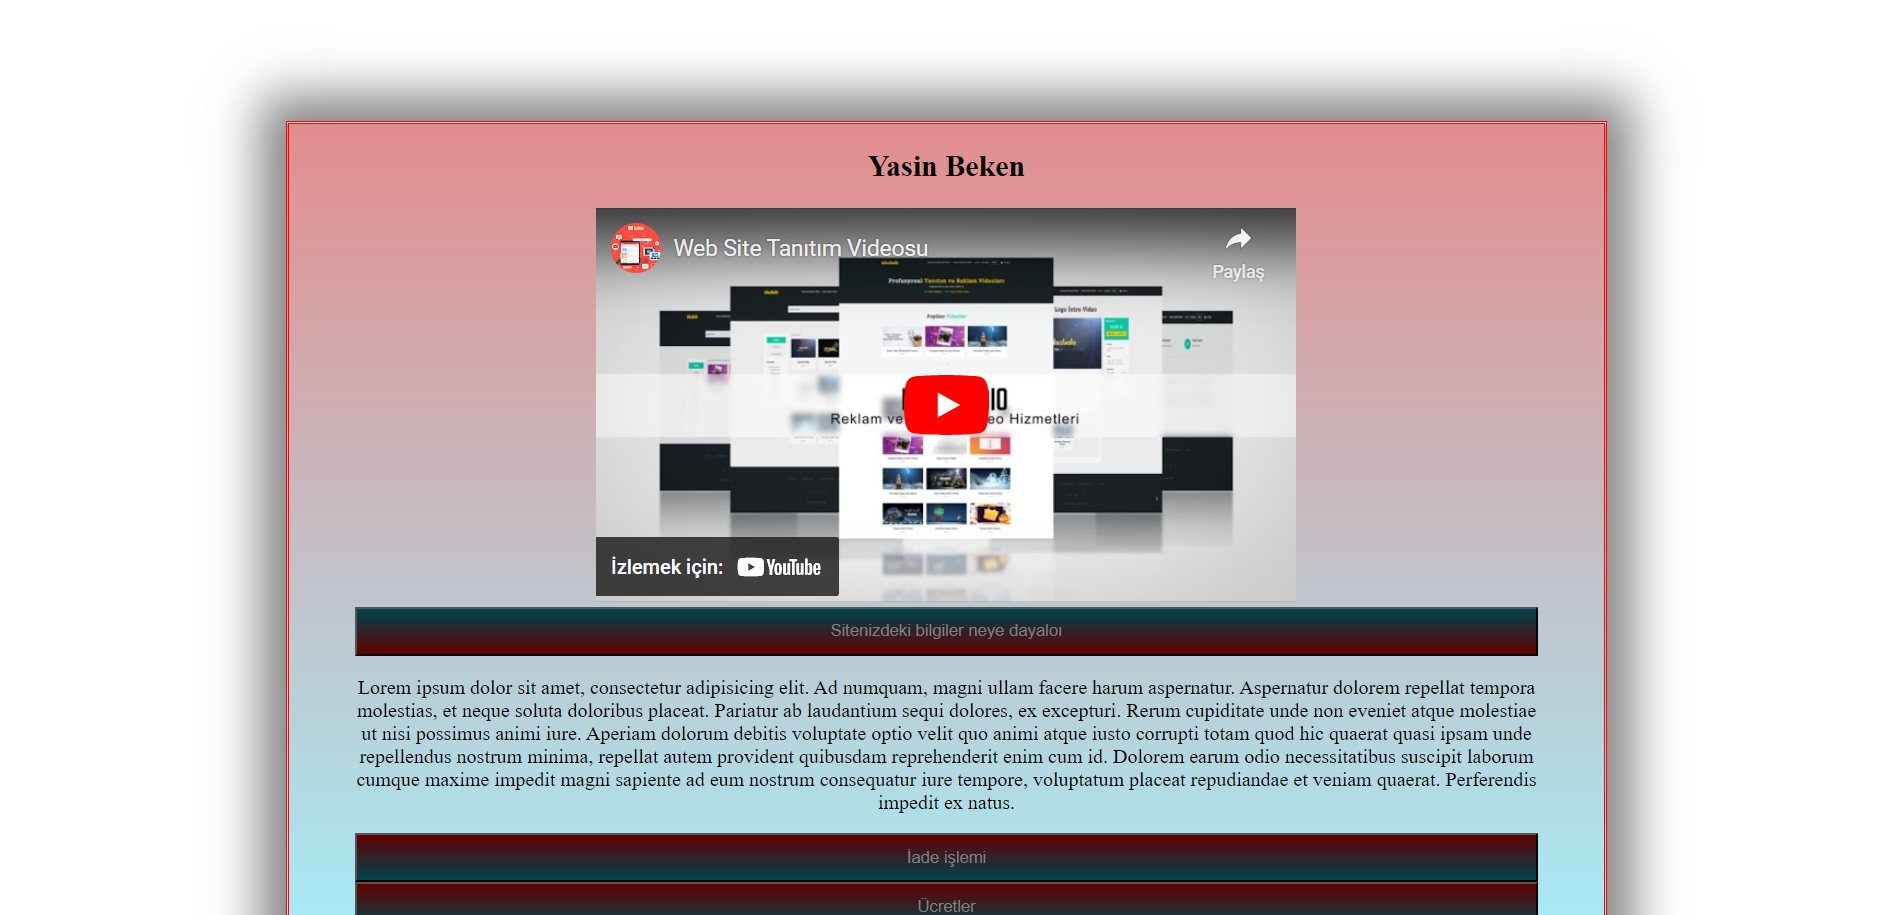 Yasin Beken
Web Site Tanıtım Videosu
Paylaş
Profesyonel Tanıtım ve Reklam Videoları
Popüler Videolar
Logo İntro Video
Reklam ve
eo Hizmetleri
İzlemek için: YouTube
Sitenizdeki bilgiler neye dayaloı
Lorem ipsum dolor sit amet, consectetur adipisicing elit. Ad numquam, magni ullam facere harum aspernatur. Aspernatur dolorem repellat tempora
molestias, et neque soluta doloribus placeat. Pariatur ab laudantium sequi dolores, ex excepturi. Rerum cupiditate unde non eveniet atque molestiae
ut nisi possimus animi iure. Aperiam dolorum debitis voluptate optio velit quo animi atque iusto corrupti totam quod hic quaerat quasi ipsam unde
repellendus nostrum minima, repellat autem provident quibusdam reprehenderit enim cum id. Dolorem earum odio necessitatibus suscipit laborum
cumque maxime impedit magni sapiente ad eum nostrum consequatur iure tempore, voluptatum placeat repudiandae et veniam quaerat. Perferendis
impedit ex natus.
İade işlemi
Ücretler